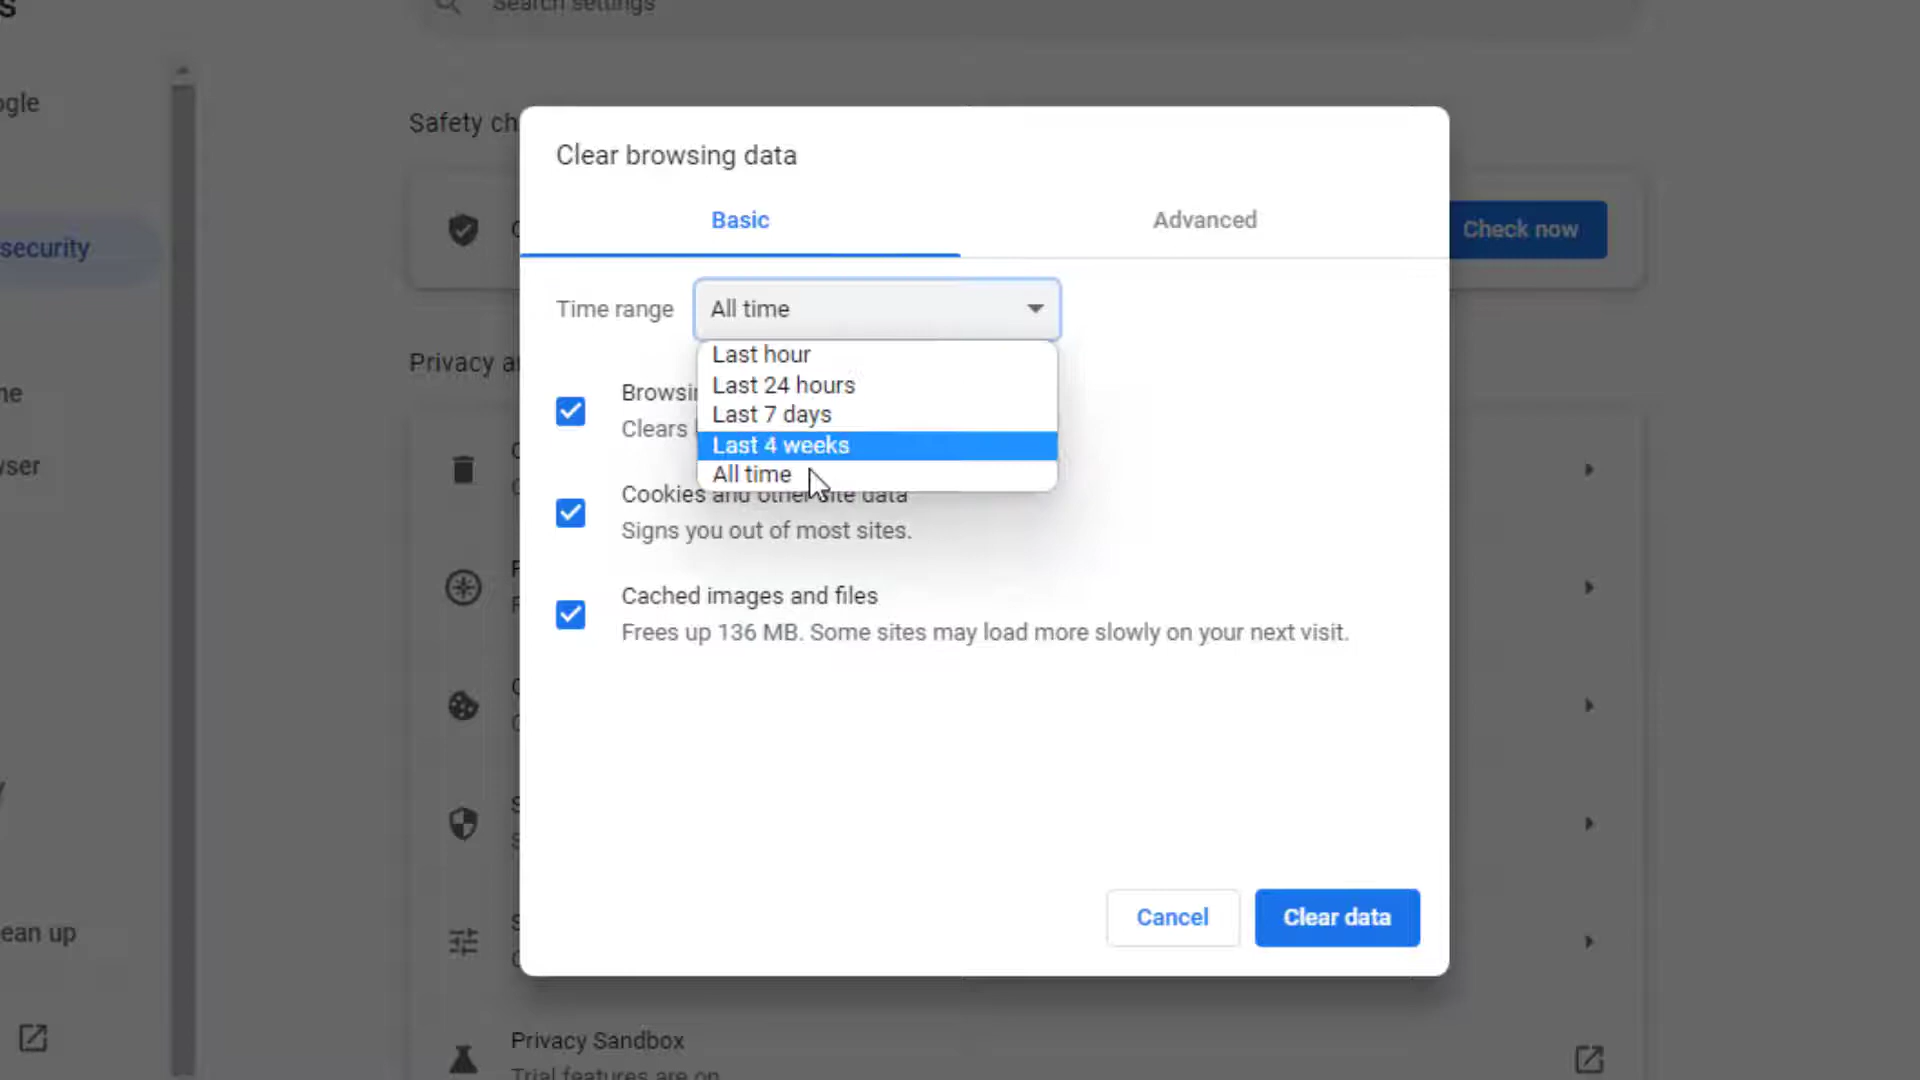 Search settings
Safety ch
Clear browsing data
Basic
Advanced
Check now
security
Time range
All time
Last hour
Last 24 hours
Last 7 days
Last 4 weeks
All time
Privacy a
Browsi
Clears
Cookies and other site data
Signs you out of most sites.
Cached images and files
Frees up 136 MB. Some sites may load more slowly on your next visit.
ean up
Cancel
Clear data
Privacy Sandbox
Trial features are on